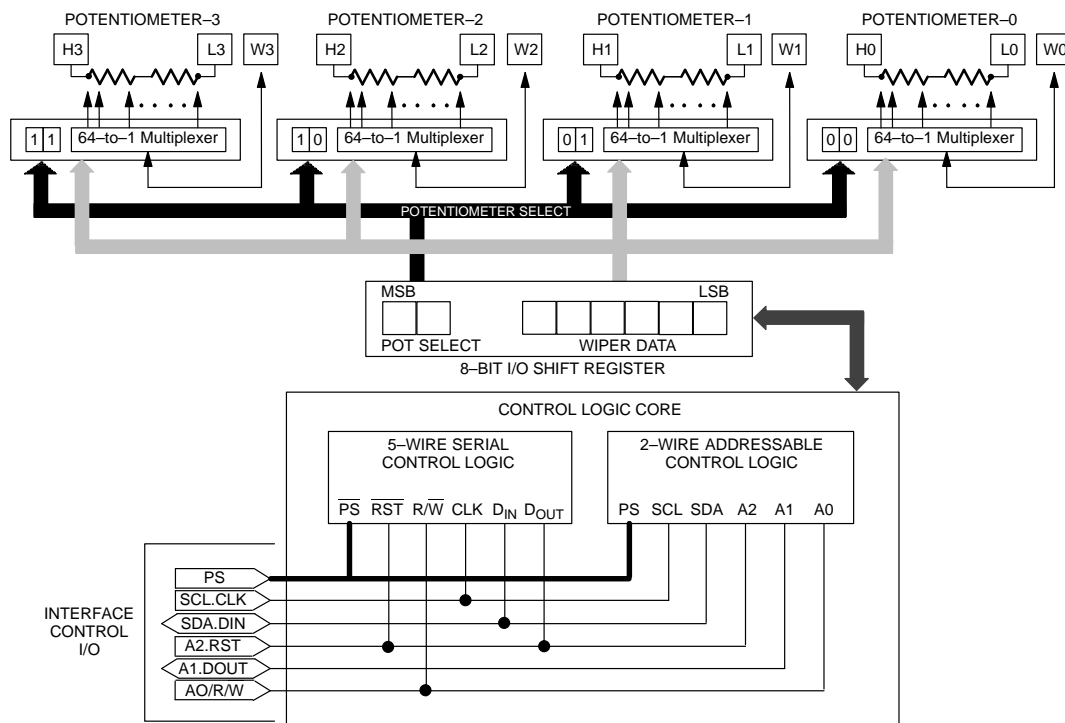 POTENTIOMETER–3 POTENTIOMETER–2 POTENTIOMETER–1 POTENTIOMETER–0
H3 L3 W3 H2 L2 W2 H1 L1 W1 H0 L0 W0
1 1 64–to–1 Multiplexer 1 0 64–to–1 Multiplexer 0 1 64–to–1 Multiplexer 0 0 64–to–1 Multiplexer
POTENTIOMETER SELECT
MSB LSB
POT SELECT WIPER DATA
8–BIT I/O SHIFT REGISTER
CONTROL LOGIC CORE
5–WIRE SERIAL
CONTROL LOGIC
2–WIRE ADDRESSABLE
CONTROL LOGIC
P̅S̅ R̅S̅T̅ R/W̅ CLK DIN DOUT PS SCL SDA A2 A1 A0
INTERFACE
CONTROL
I/O
PS
SCL.CLK
SDA.DIN
A2.RST
A1.DOUT
AO/R/W̅